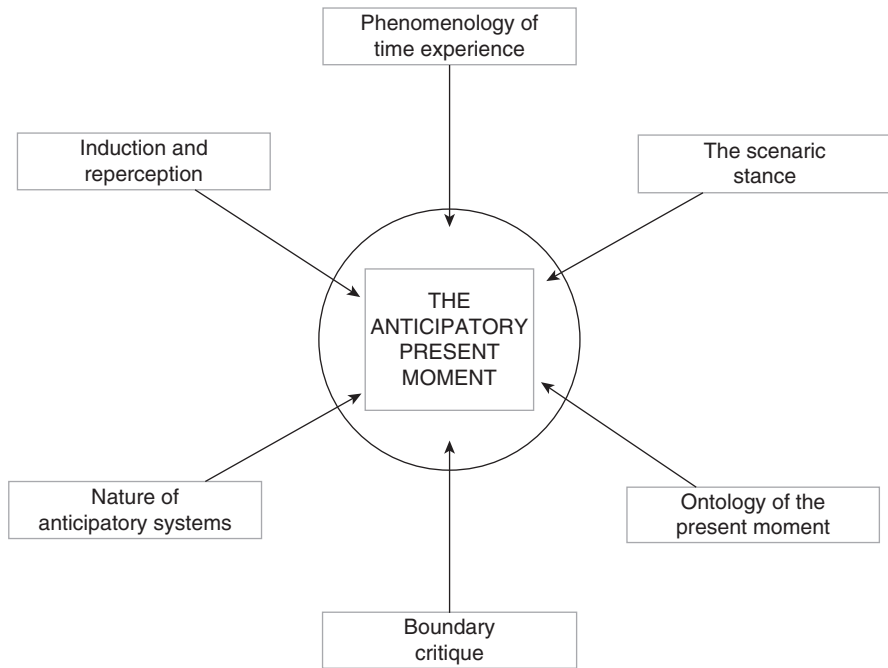 Phenomenology of
time experience
Induction and
reperception
The scenaric
stance
THE
ANTICIPATORY
PRESENT
MOMENT
Nature of
anticipatory systems
Ontology of the
present moment
Boundary
critique